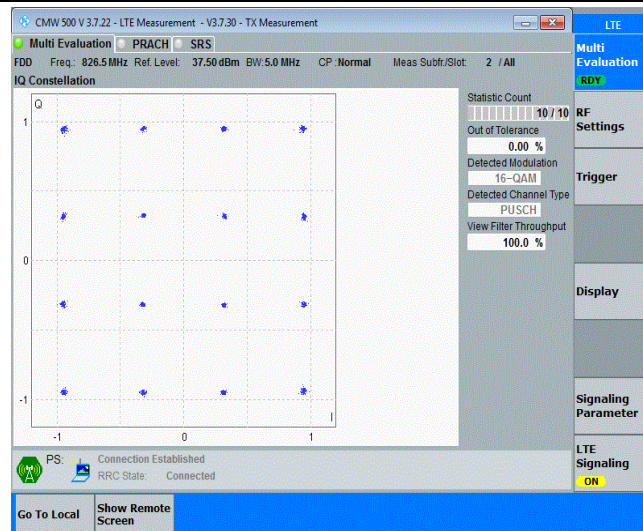 CMW 500 V 3.7.22 - LTE Measurement - V3.7.30 - TX Measurement
LTE
Multi Evaluation PRACH SRS
Multi
Evaluation
RDY
FDD Freq.: 826.5 MHz Ref. Level: 37.50 dBm BW: 5.0 MHz CP : Normal Meas Subfr./Slot: 2 / All
IQ Constellation
Q
1
0
-1
I
-1 0 1
Statistic Count
10 / 10
Out of Tolerance
0.00 %
Detected Modulation
16-QAM
Detected Channel Type
PUSCH
View Filter Throughput
100.0 %
RF
Settings
Trigger
Display
Signaling
Parameter
LTE
Signaling
ON
PS: Connection Established
RRC State: Connected
Go To Local
Show Remote
Screen